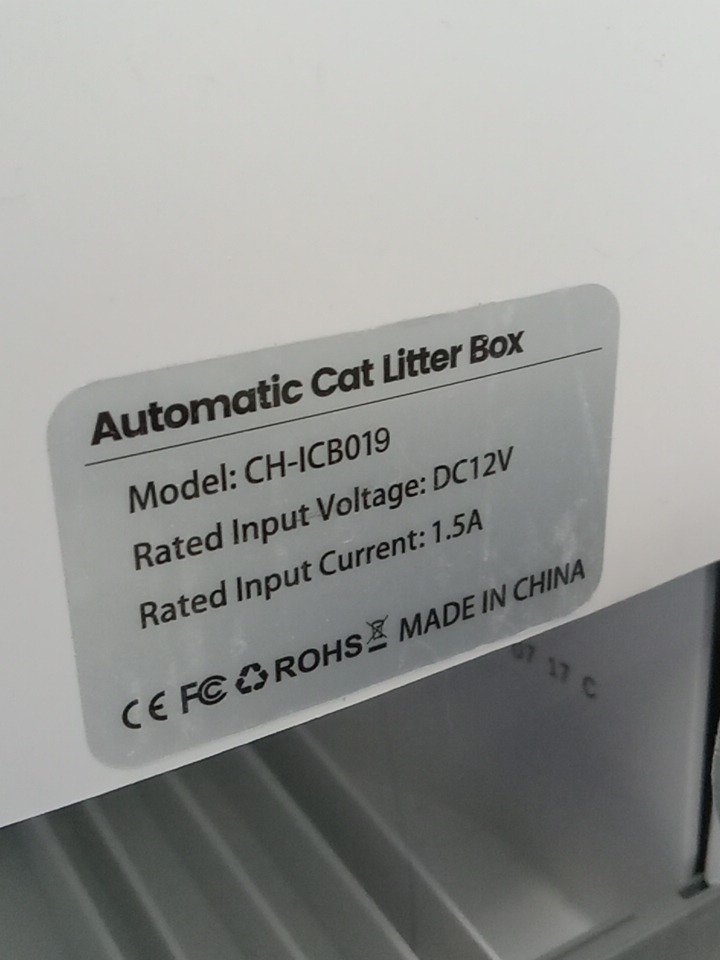 Automatic Cat Litter Box
Model: CH-ICB019
Rated Input Voltage: DC12V
Rated Input Current: 1.5A
CE FC ROHS MADE IN CHINA
17 C